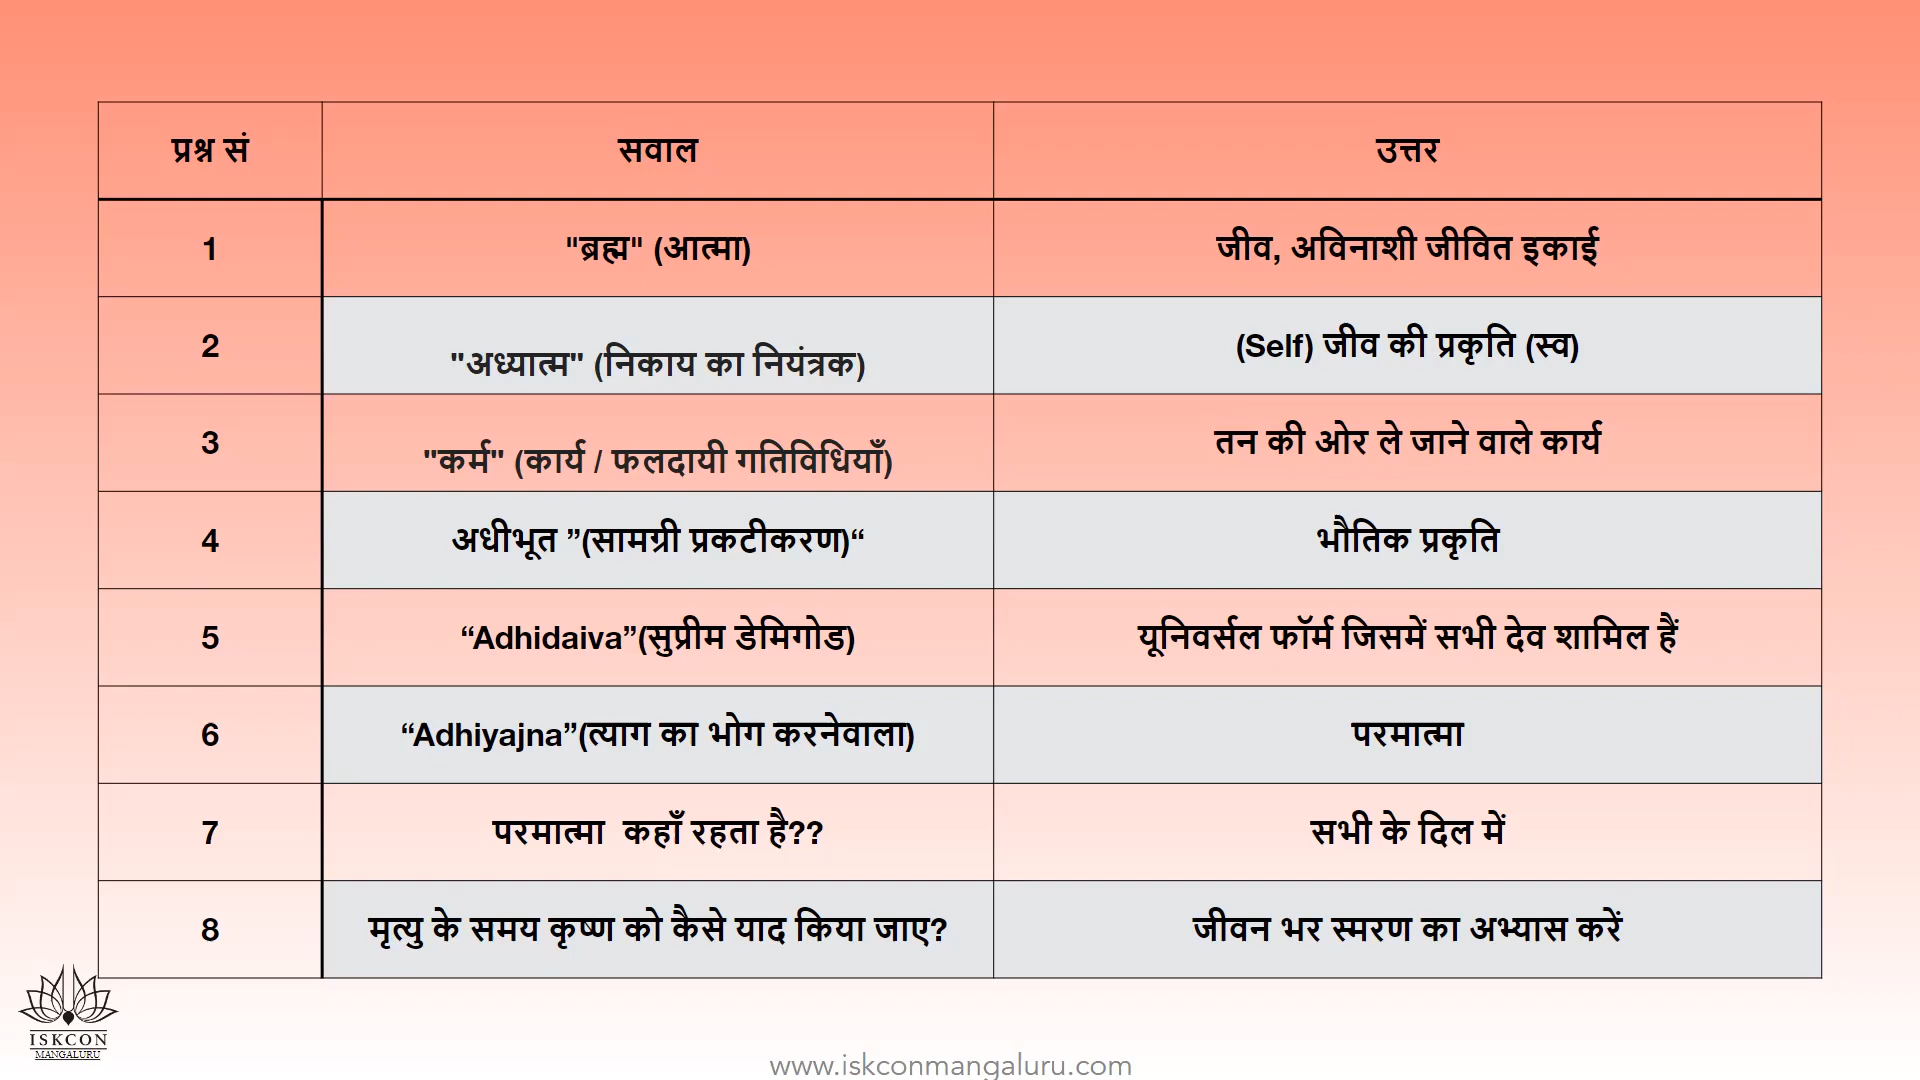 प्रश्न सं सवाल उत्तर
1 "ब्रह्म" (आत्मा) जीव, अविनाशी जीवित इकाई
2 "अध्यात्म" (निकाय का नियंत्रक) (Self) जीव की प्रकृति (स्व)
3 "कर्म" (कार्य / फलदायी गतिविधियाँ) तन की ओर ले जाने वाले कार्य
4 अधीभूत ”(सामग्री प्रकटीकरण)“ भौतिक प्रकृति
5 “Adhidaiva”(सुप्रीम डेमिगोड) यूनिवर्सल फॉर्म जिसमें सभी देव शामिल हैं
6 “Adhiyajna”(त्याग का भोग करनेवाला) परमात्मा
7 परमात्मा कहाँ रहता है?? सभी के दिल में
8 मृत्यु के समय कृष्ण को कैसे याद किया जाए? जीवन भर स्मरण का अभ्यास करें
ISKCON
MANGALURU
www.iskconmangaluru.com